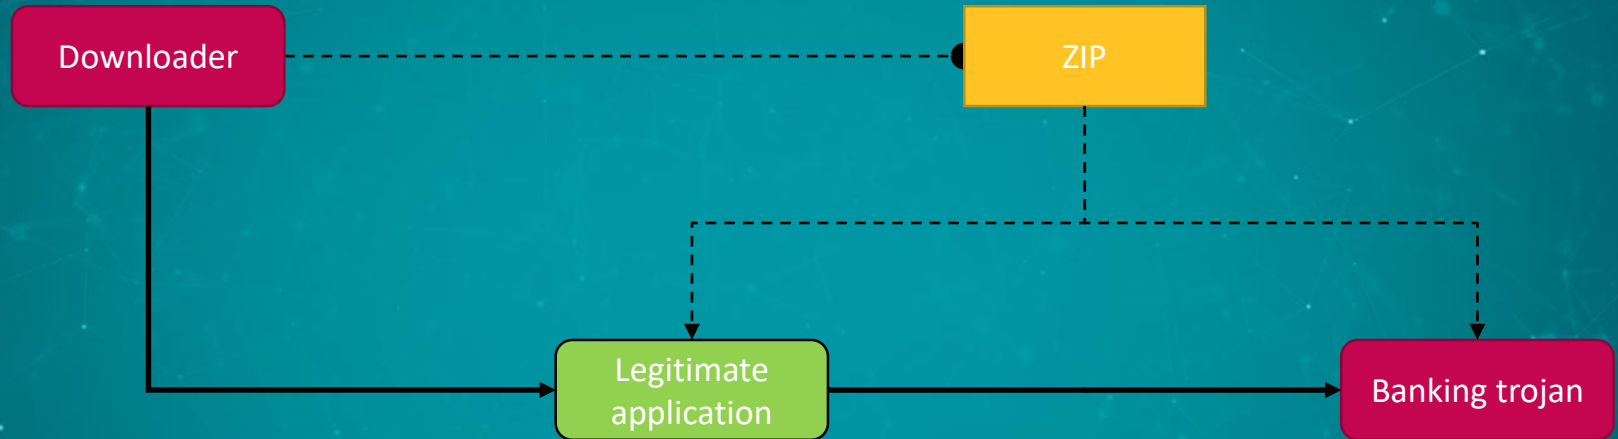 Downloader
ZIP
Legitimate
application
Banking trojan